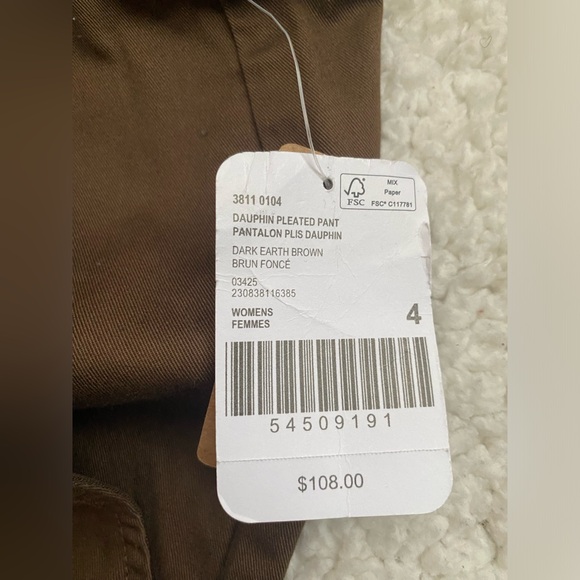 MIX
Paper
FSC
FSC® C117781
3811 0104
DAUPHIN PLEATED PANT
PANTALON PLIS DAUPHIN
DARK EARTH BROWN
BRUN FONCÉ
03425
230838116385
WOMENS
FEMMES
4
54509191
$108.00